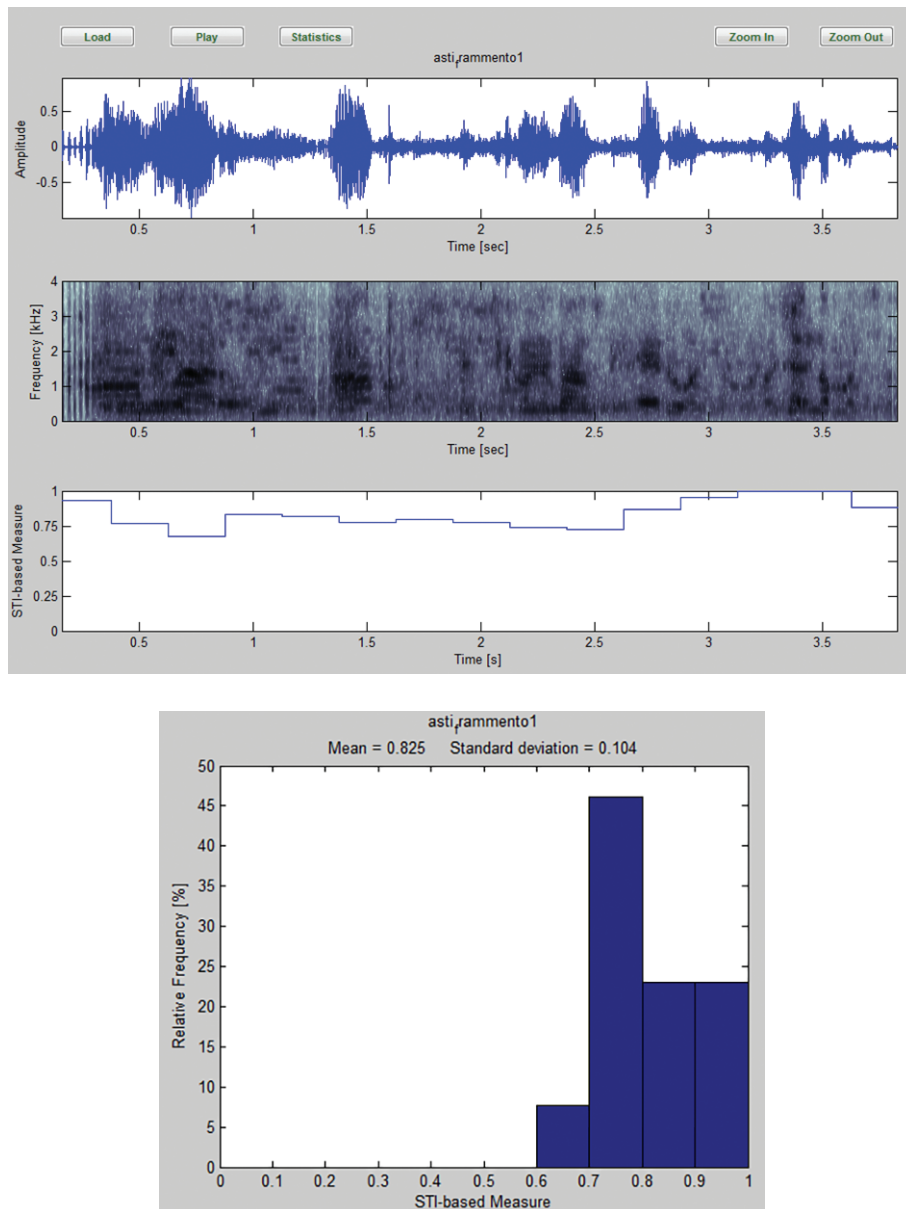 Load Play Statistics Zoom In Zoom Out
asti_frammento1
Amplitude
0.5
0
-0.5
0.5 1 1.5 2 2.5 3 3.5
Time [sec]
Frequency [kHz]
4
3
2
1
0
0.5 1 1.5 2 2.5 3 3.5
Time [sec]
STI-based Measure
1
0.75
0.5
0.25
0
0.5 1 1.5 2 2.5 3 3.5
Time [s]
asti_frammento1
Mean = 0.825 Standard deviation = 0.104
Relative Frequency [%]
50
45
40
35
30
25
20
15
10
5
0
0 0.1 0.2 0.3 0.4 0.5 0.6 0.7 0.8 0.9 1
STI-based Measure